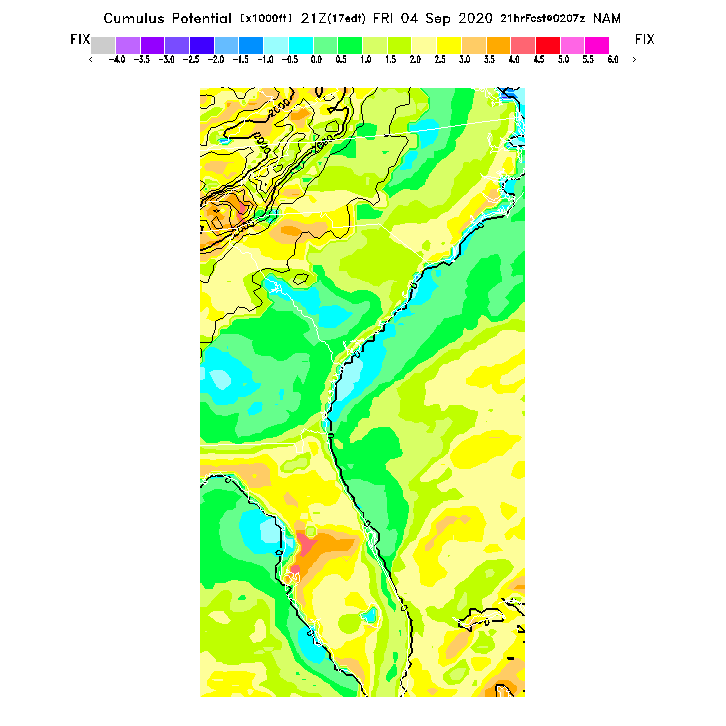 Cumulus Potential [x1000ft] 21Z(17edt) FRI 04 Sep 2020 21hrFcst@0207z NAM
FIX FIX
< -4.0 -3.5 -3.0 -2.5 -2.0 -1.5 -1.0 -0.5 0.0 0.5 1.0 1.5 2.0 2.5 3.0 3.5 4.0 4.5 5.0 5.5 6.0 >
2000
2000